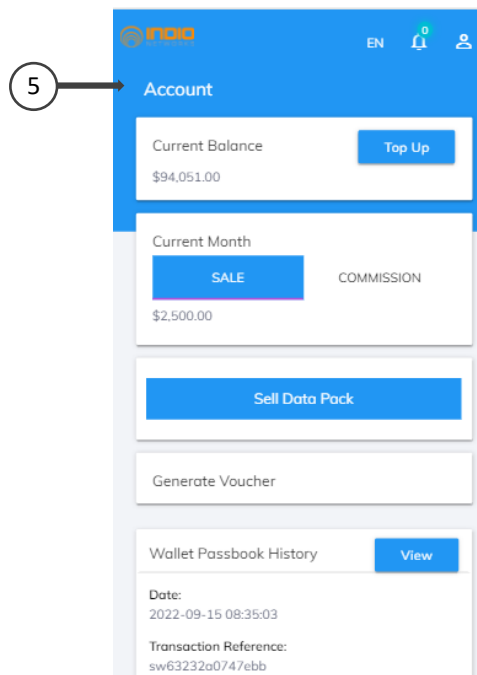 INDIO
NETWORKS
EN
0
5
Account
Current Balance
Top Up
$94,051.00
Current Month
SALE
COMMISSION
$2,500.00
Sell Data Pack
Generate Voucher
Wallet Passbook History
View
Date:
2022-09-15 08:35:03
Transaction Reference:
sw63232a0747ebb